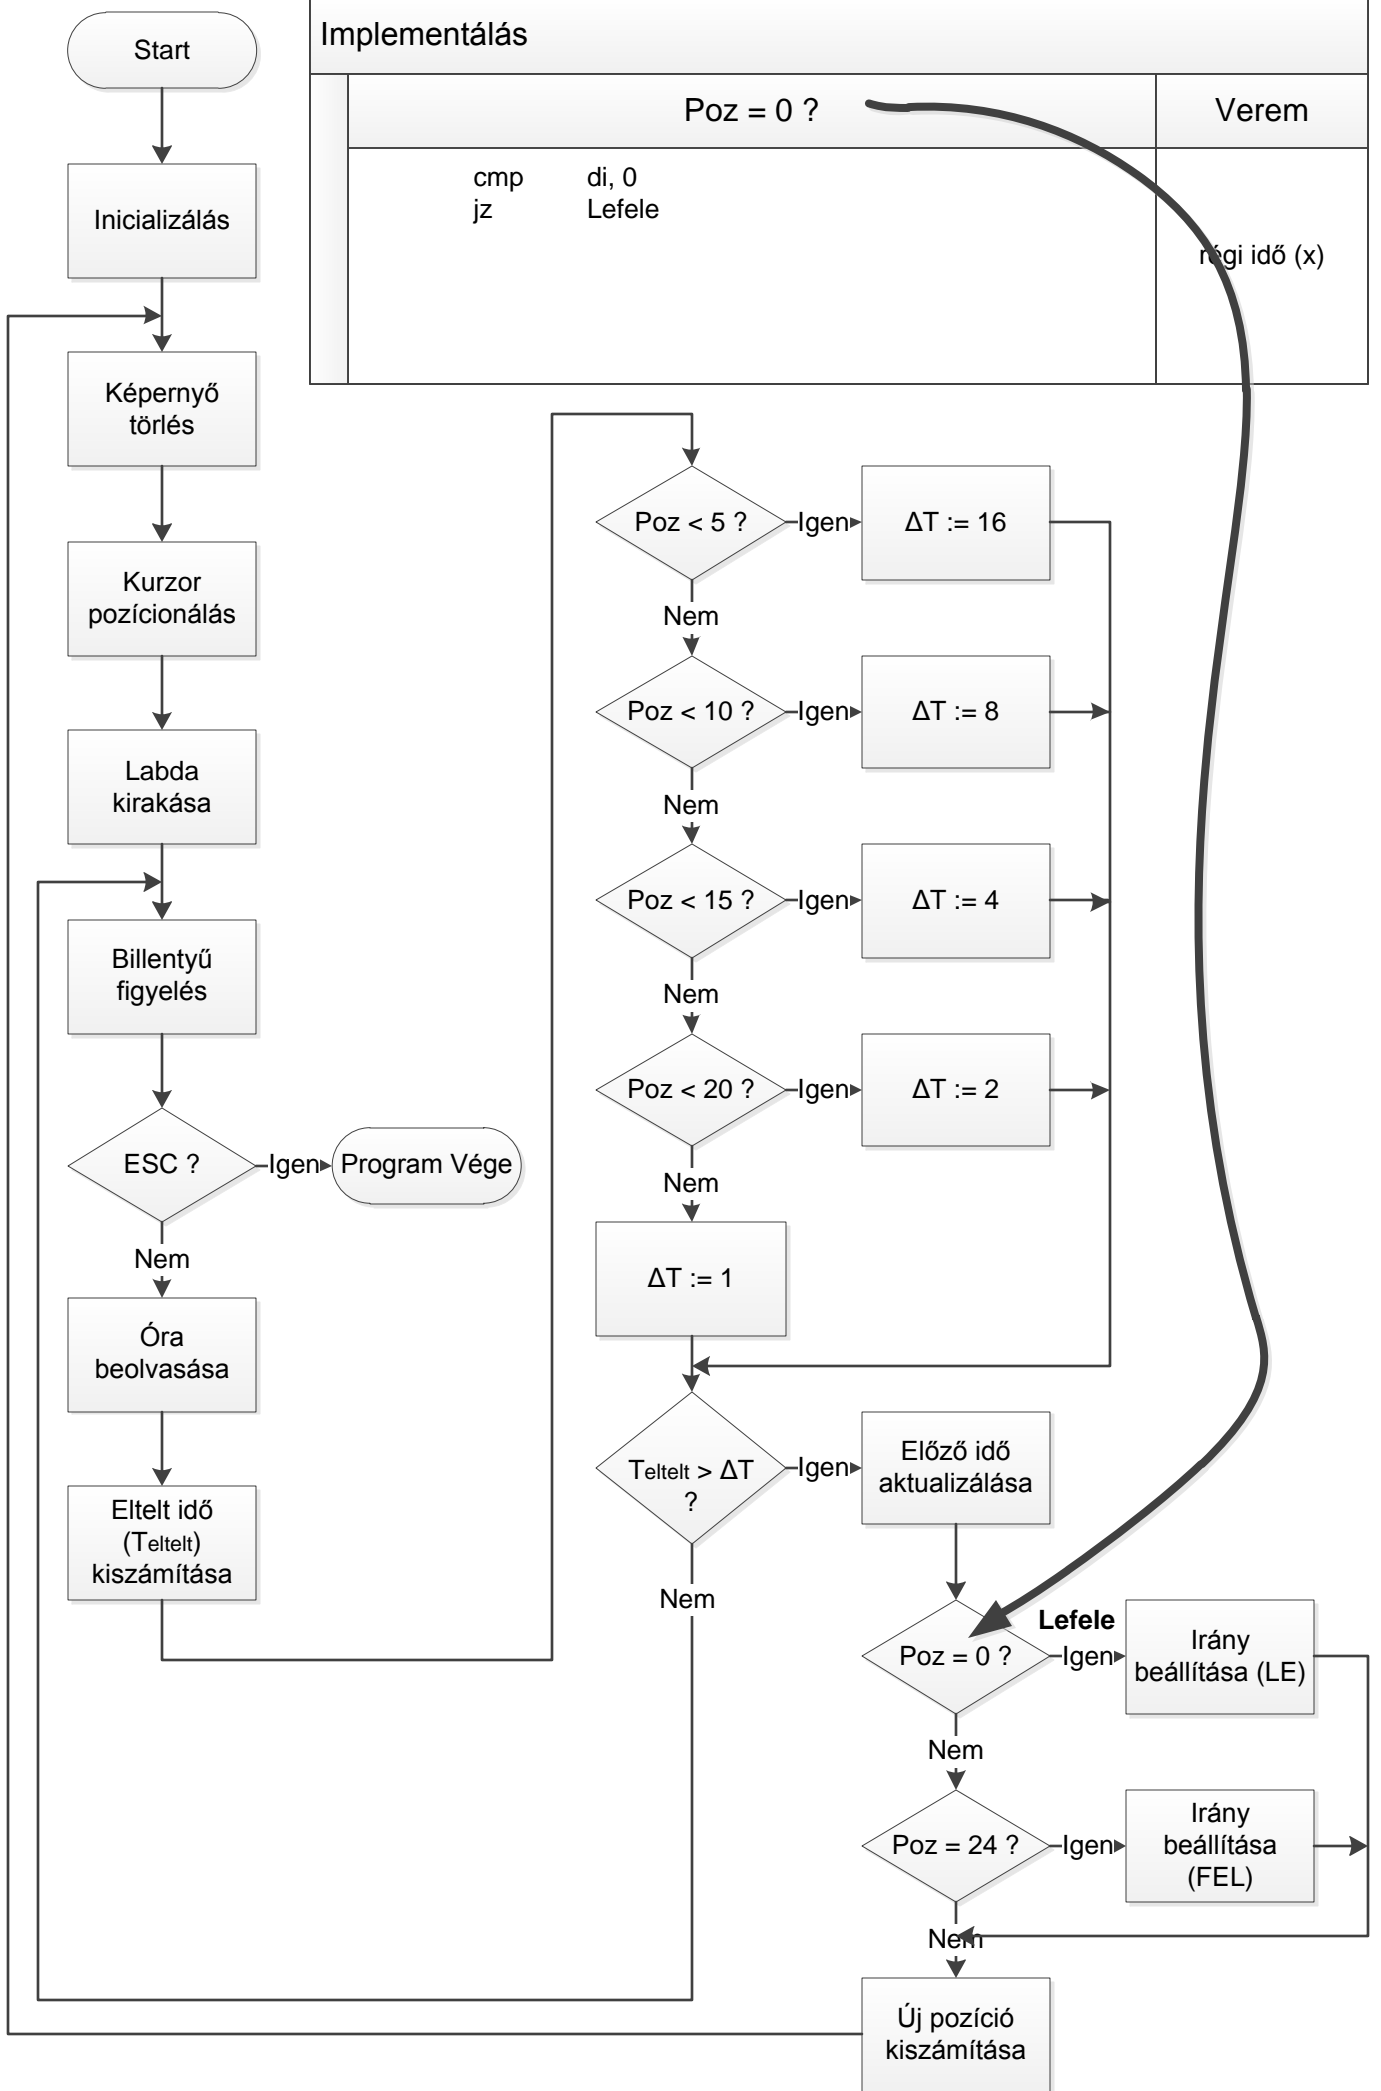 Start
Implementálás
Poz = 0 ?
Verem
cmp di, 0
jz Lefele
régi idő (x)
Inicializálás
Képernyő
törlés
Kurzor
pozícionálás
Labda
kirakása
Billentyű
figyelés
ESC ?
Igen
Program Vége
Nem
Óra
beolvasása
Eltelt idő
(Teltelt)
kiszámítása
Poz < 5 ?
Igen
ΔT := 16
Nem
Poz < 10 ?
Igen
ΔT := 8
Nem
Poz < 15 ?
Igen
ΔT := 4
Nem
Poz < 20 ?
Igen
ΔT := 2
Nem
ΔT := 1
Teltelt > ΔT
?
Igen
Előző idő
aktualizálása
Nem
Poz = 0 ?
Lefele
Igen
Irány
beállítása (LE)
Nem
Poz = 24 ?
Igen
Irány
beállítása
(FEL)
Nem
Új pozíció
kiszámítása